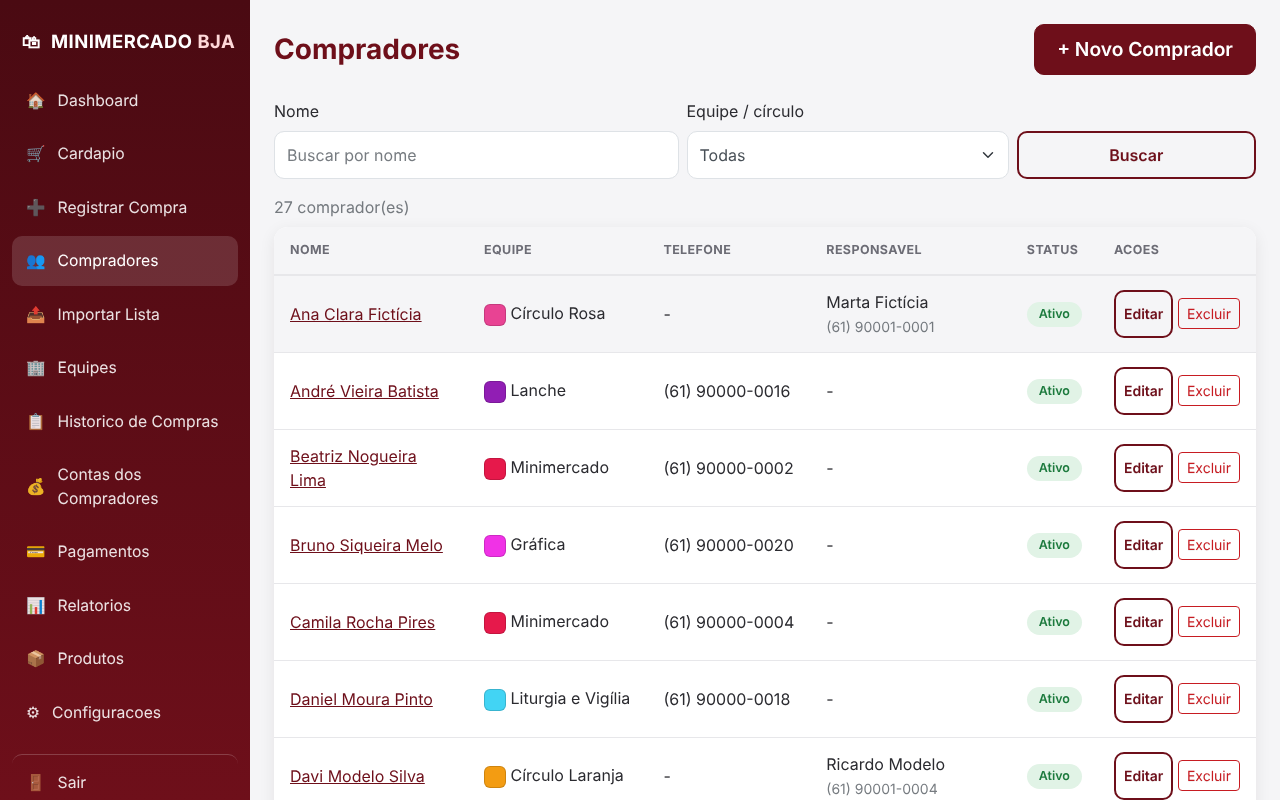 MINIMERCADO BJA
Dashboard
Cardapio
Registrar Compra
Compradores
Importar Lista
Equipes
Historico de Compras
Contas dos
Compradores
Pagamentos
Relatorios
Produtos
Configuracoes
Sair
Compradores
+ Novo Comprador
Nome
Equipe / círculo
Buscar por nome
Todas
Buscar
27 comprador(es)
NOME EQUIPE TELEFONE RESPONSAVEL STATUS ACOES
Ana Clara Fictícia Círculo Rosa - Marta Fictícia Ativo Editar Excluir
(61) 90001-0001
André Vieira Batista Lanche (61) 90000-0016 - Ativo Editar Excluir
Beatriz Nogueira
Lima Minimercado (61) 90000-0002 - Ativo Editar Excluir
Bruno Siqueira Melo Gráfica (61) 90000-0020 - Ativo Editar Excluir
Camila Rocha Pires Minimercado (61) 90000-0004 - Ativo Editar Excluir
Daniel Moura Pinto Liturgia e Vigília (61) 90000-0018 - Ativo Editar Excluir
Davi Modelo Silva Círculo Laranja - Ricardo Modelo Ativo Editar Excluir
(61) 90001-0004